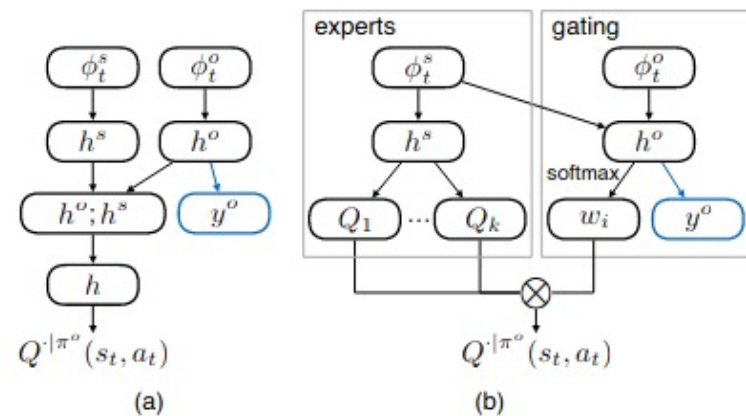 experts
gating
ϕ_t^s
ϕ_t^o
ϕ_t^s
ϕ_t^o
h^s
h^o
h^s
h^o
softmax
h^o;h^s
y^o
Q_1
...
Q_k
w_i
y^o
h
⊗
Q^{·|π^o}(s_t, a_t)
Q^{·|π^o}(s_t, a_t)
(a)
(b)